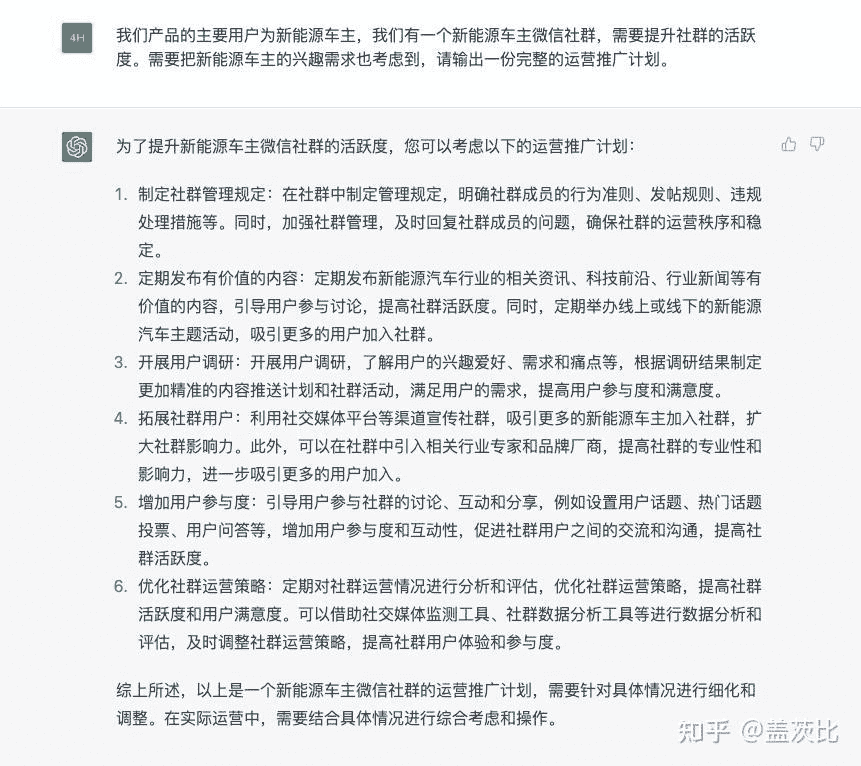 4H
我们产品的主要用户为新能源车主，我们有一个新能源车主微信社群，需要提升社群的活跃
度。需要把新能源车主的兴趣需求也考虑到，请输出一份完整的运营推广计划。
为了提升新能源车主微信社群的活跃度，您可以考虑以下的运营推广计划：
1. 制定社群管理规定：在社群中制定管理规定，明确社群成员的行为准则、发帖规则、违规
处理措施等。同时，加强社群管理，及时回复社群成员的问题，确保社群的运营秩序和稳
定。
2. 定期发布有价值的内容：定期发布新能源汽车行业的相关资讯、科技前沿、行业新闻等有
价值的内容，引导用户参与讨论，提高社群活跃度。同时，定期举办线上或线下的新能源
汽车主题活动，吸引更多的用户加入社群。
3. 开展用户调研：开展用户调研，了解用户的兴趣爱好、需求和痛点等，根据调研结果制定
更加精准的内容推送计划和社群活动，满足用户的需求，提高用户参与度和满意度。
4. 拓展社群用户：利用社交媒体平台等渠道宣传社群，吸引更多的新能源车主加入社群，扩
大社群影响力。此外，可以在社群中引入相关行业专家和品牌厂商，提高社群的专业性和
影响力，进一步吸引更多的用户加入。
5. 增加用户参与度：引导用户参与社群的讨论、互动和分享，例如设置用户话题、热门话题
投票、用户问答等，增加用户参与度和互动性，促进社群用户之间的交流和沟通，提高社
群活跃度。
6. 优化社群运营策略：定期对社群运营情况进行分析和评估，优化社群运营策略，提高社群
活跃度和用户满意度。可以借助社交媒体监测工具、社群数据分析工具等进行数据分析和
评估，及时调整社群运营策略，提高社群用户体验和参与度。
综上所述，以上是一个新能源车主微信社群的运营推广计划，需要针对具体情况进行细化和
调整。在实际运营中，需要结合具体情况进行综合考虑和操作。
知乎 @盖茨比